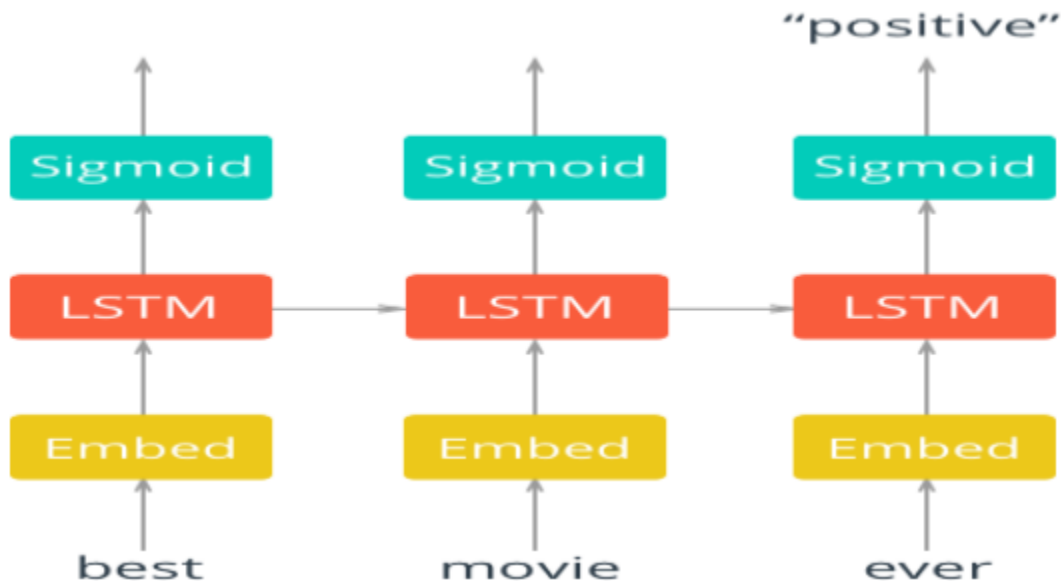 “positive”
Sigmoid Sigmoid Sigmoid
LSTM LSTM LSTM
Embed Embed Embed
best movie ever